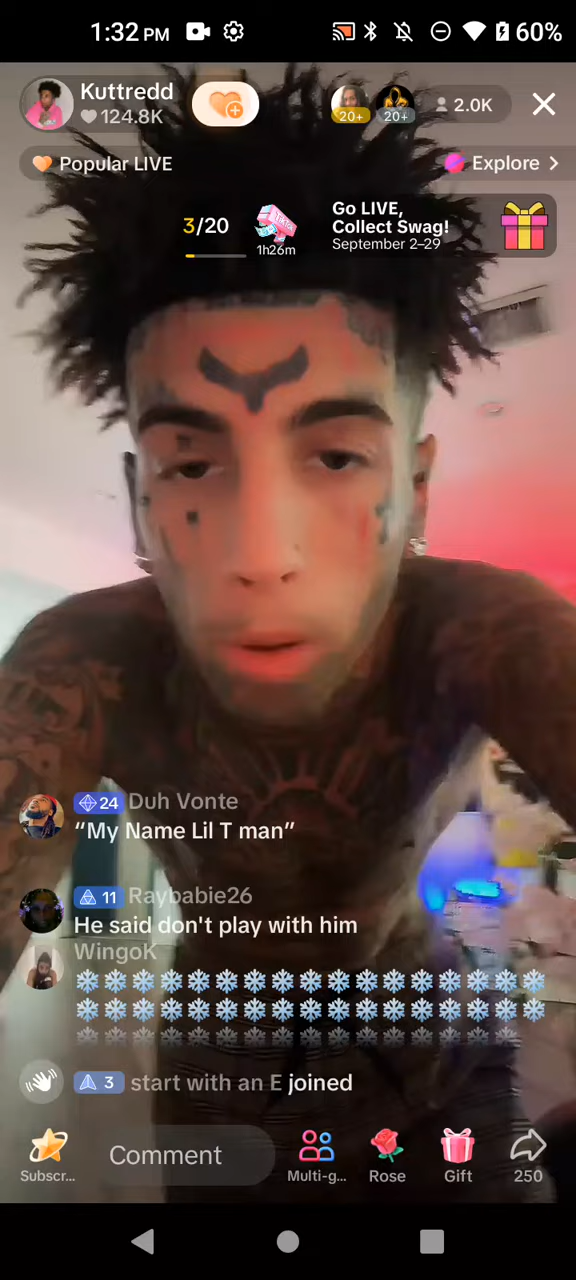 1:32 PM
60%
Kuttredd
124.8K
20+
20+
2.0K
Popular LIVE
Explore >
3/20
TikTok
1h26m
Go LIVE,
Collect Swag!
September 2–29
24 Duh Vonte
“My Name Lil T man”
11 Raybabie26
He said don't play with him
WingoK
❄❄❄❄❄❄❄❄❄❄❄❄❄❄❄❄❄
❄❄❄❄❄❄❄❄❄❄❄❄❄❄❄❄❄
❄❄❄❄❄❄❄❄❄❄❄❄❄❄❄❄
3 start with an E joined
Comment
Subscr...
Multi-g...
Rose
Gift
250